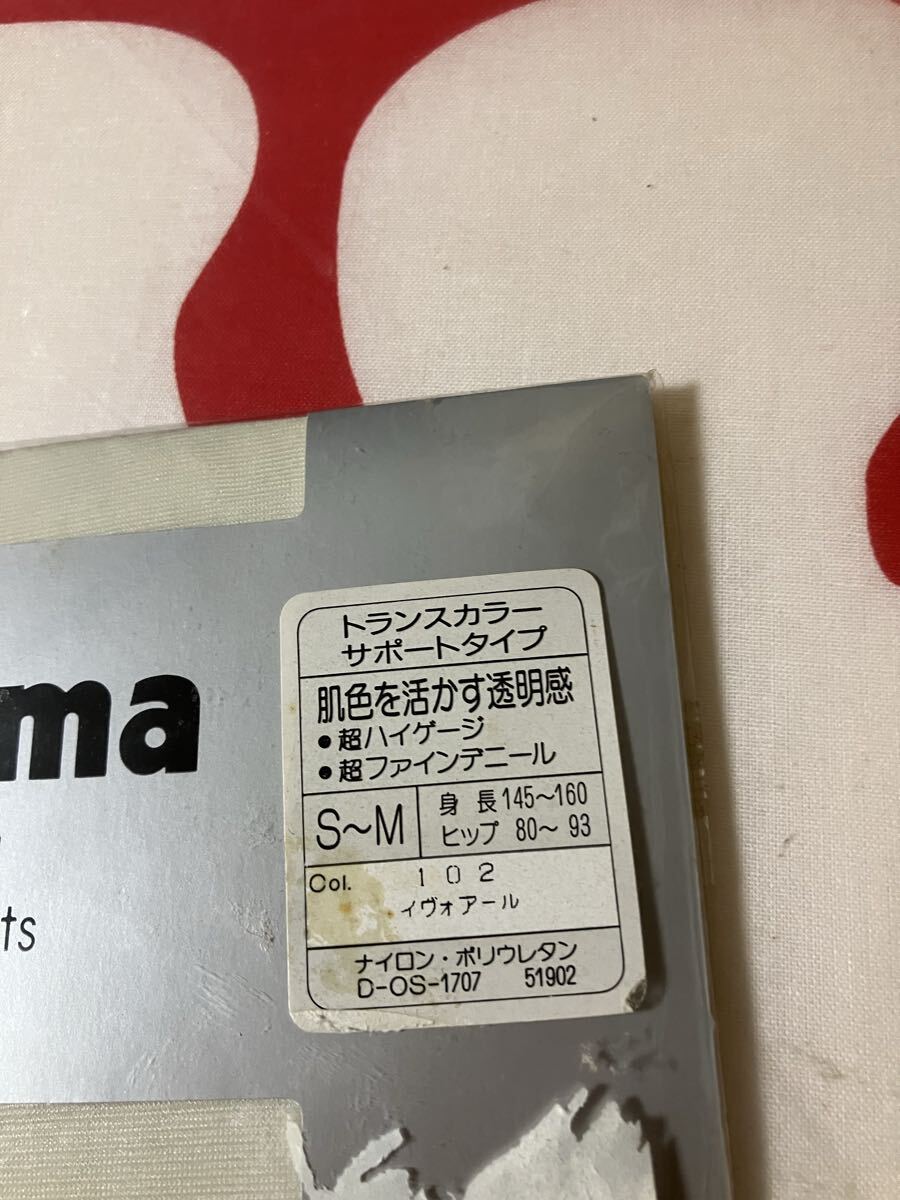 ma
ts
トランスカラー
サポートタイプ
肌色を活かす透明感
●超ハイゲージ
●超ファインデニール
S〜M
身長145〜160
ヒップ 80〜 93
Col. 102
ィヴォアール
ナイロン・ポリウレタン
D-OS-1707 51902